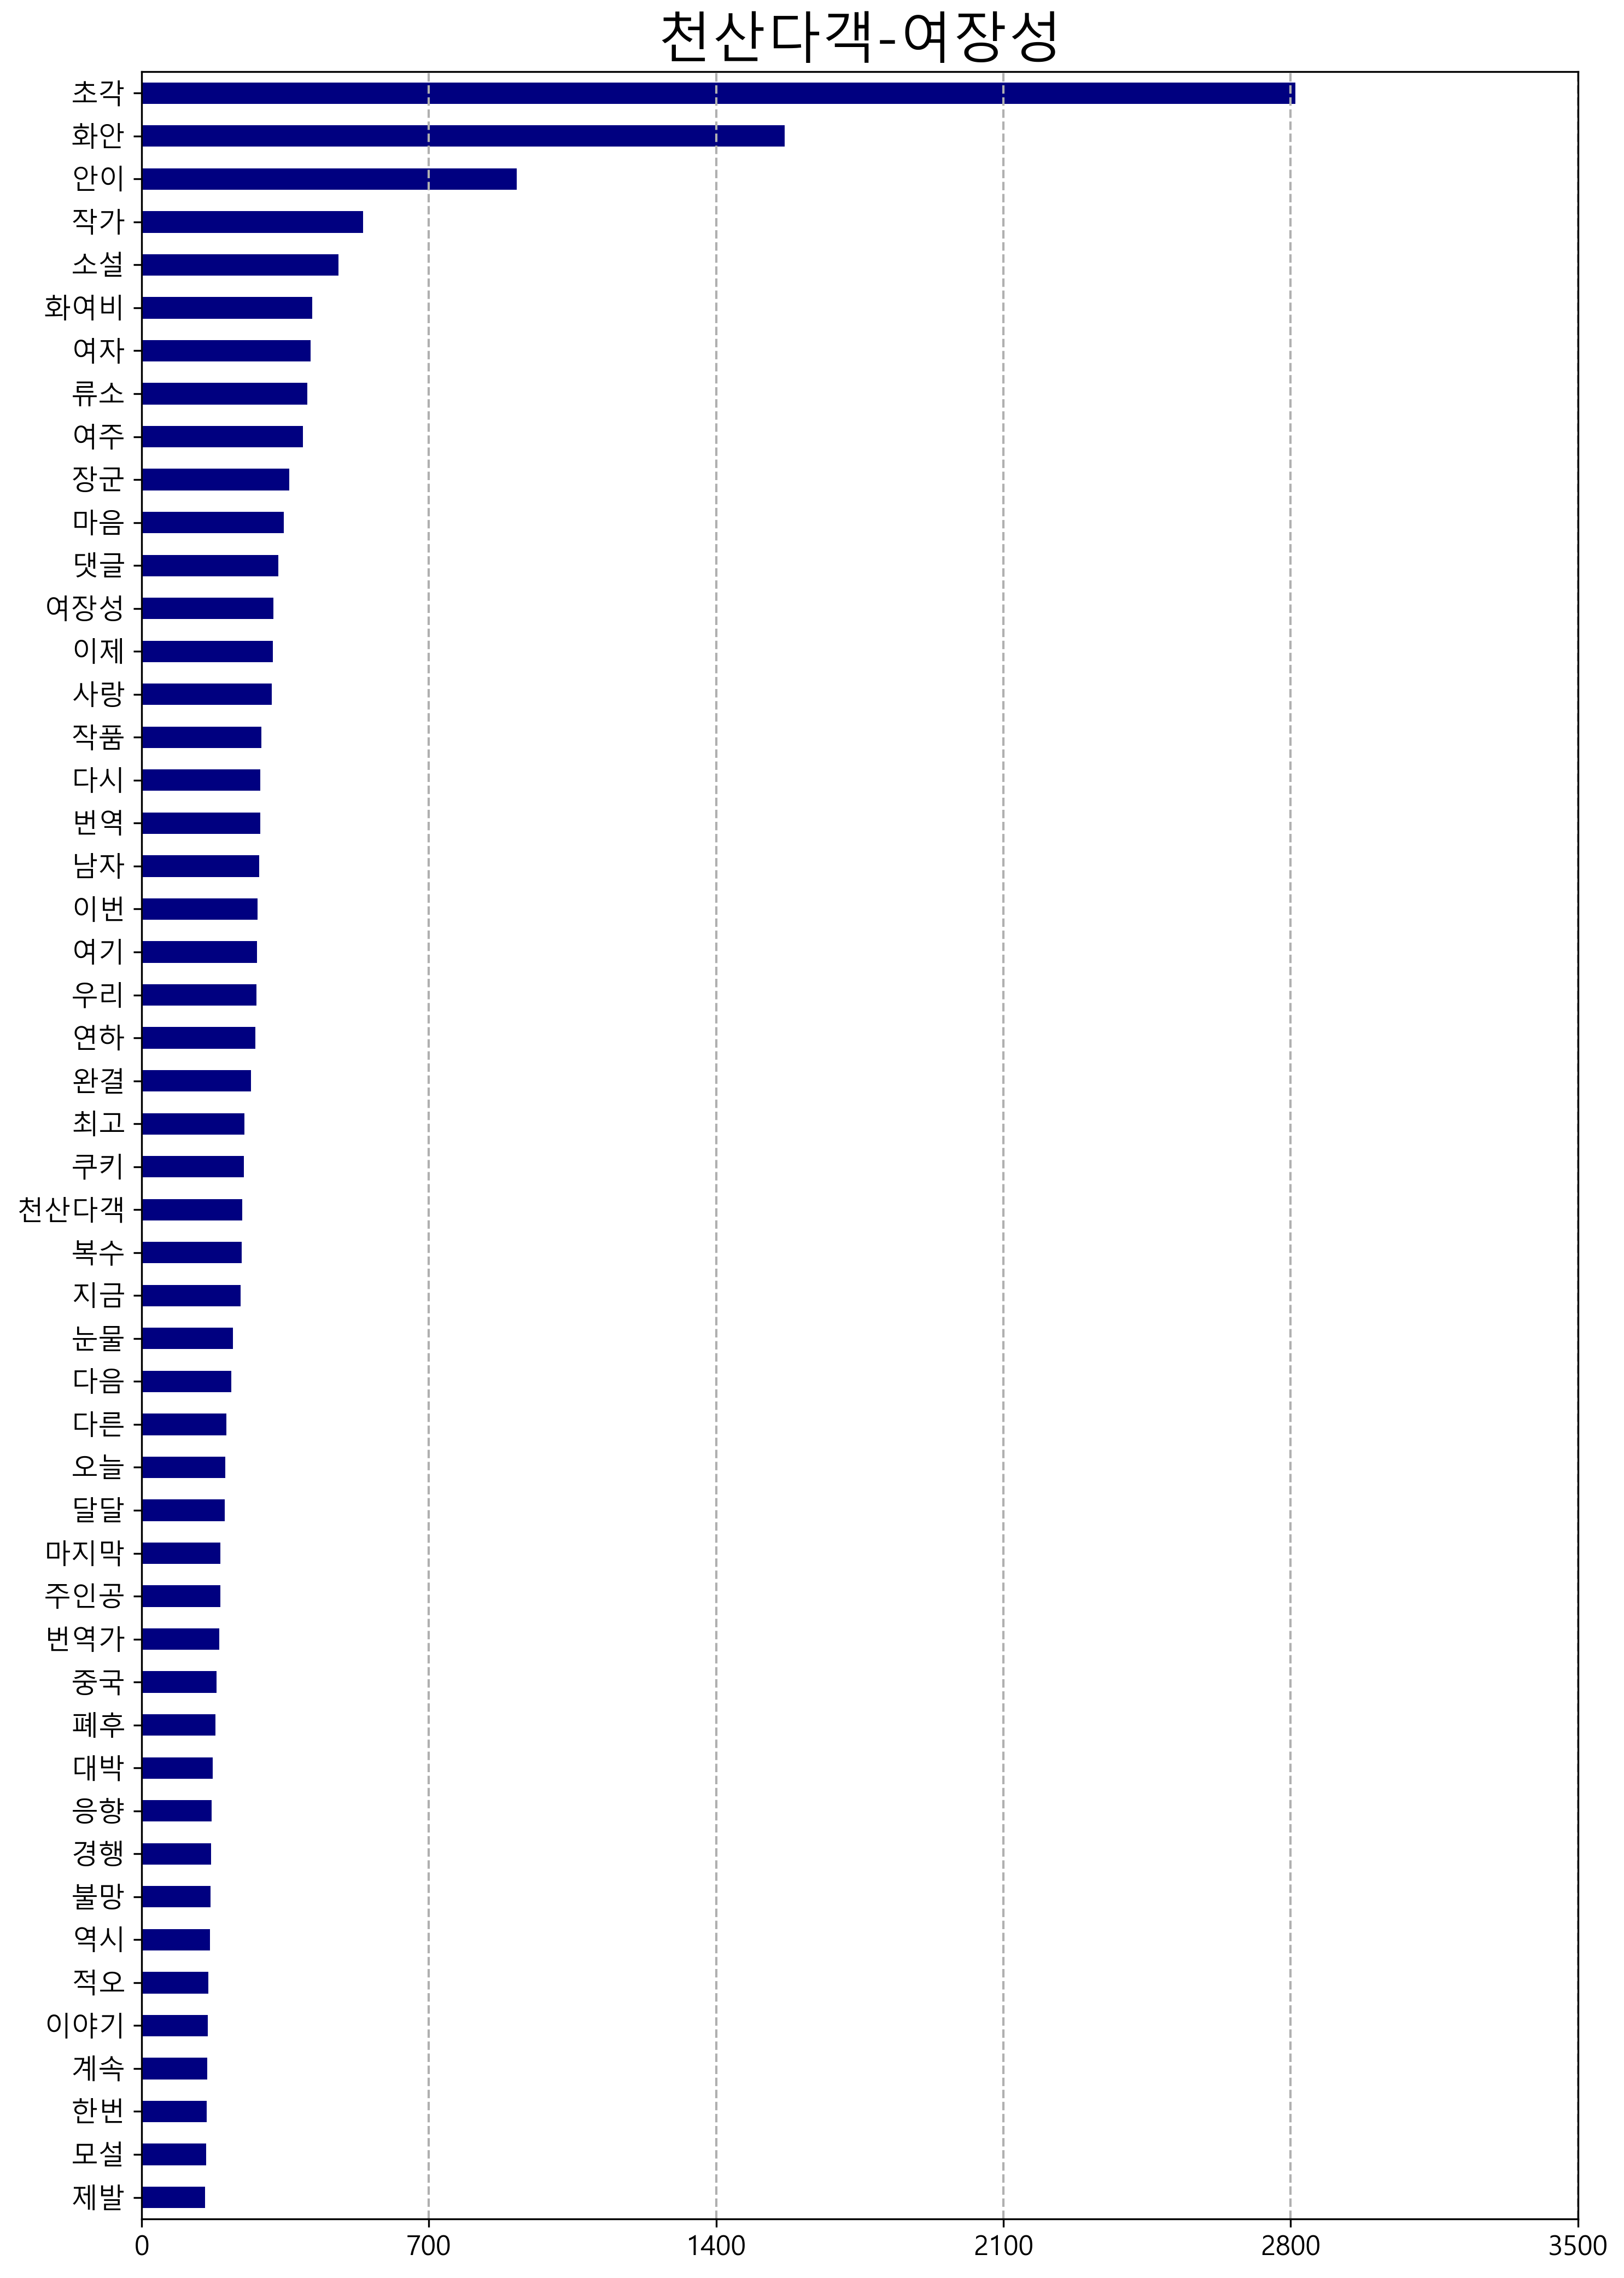 천산다객-여장성
초각
화안
안이
작가
소설
화여비
여자
류소
여주
장군
마음
댓글
여장성
이제
사랑
작품
다시
번역
남자
이번
여기
우리
연하
완결
최고
쿠키
천산다객
복수
지금
눈물
다음
다른
오늘
달달
마지막
주인공
번역가
중국
폐후
대박
응향
경행
불망
역시
적오
이야기
계속
한번
모설
제발
0 700 1400 2100 2800 3500